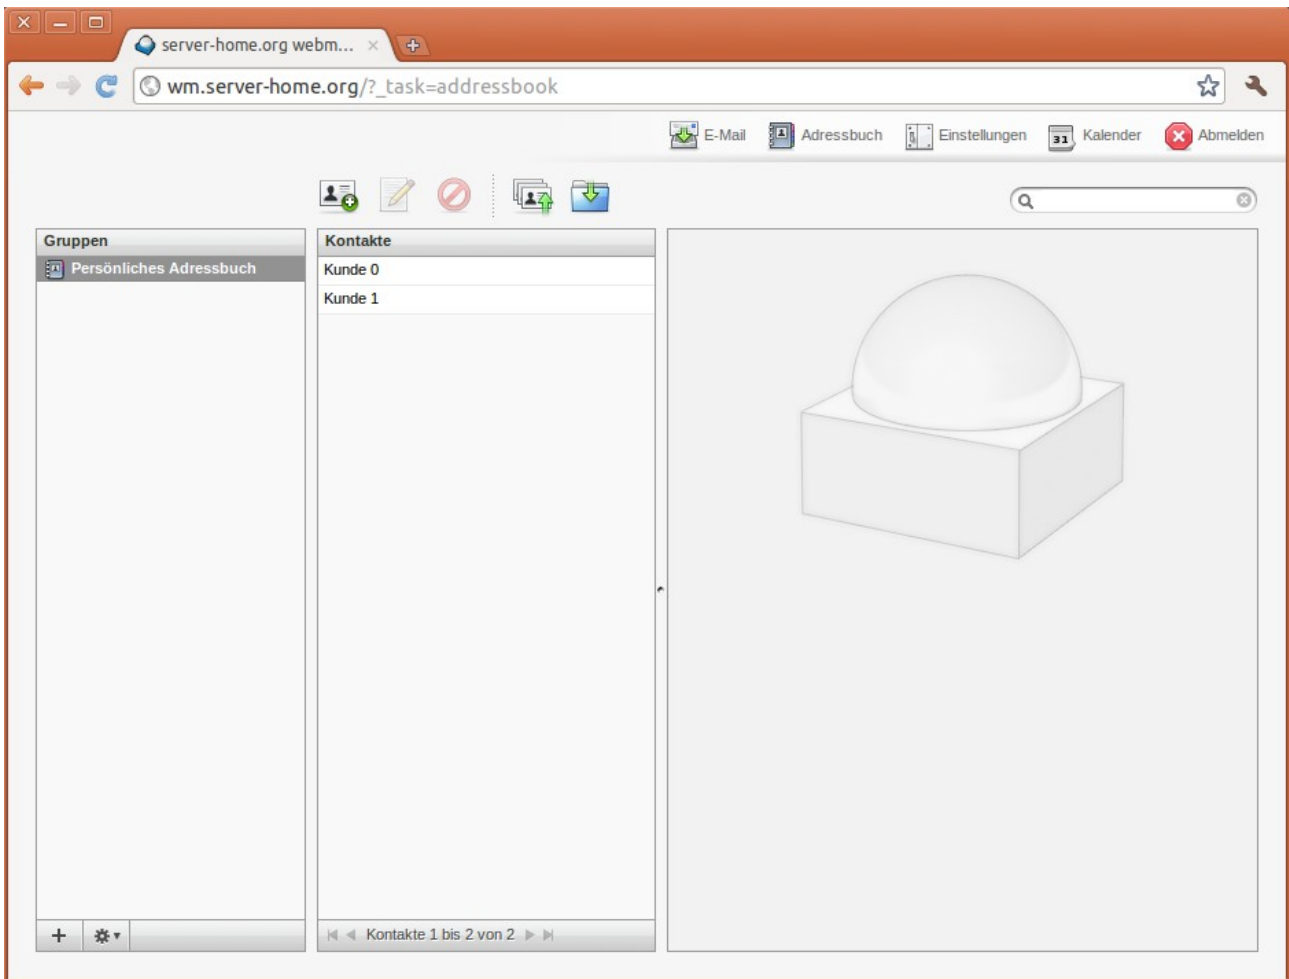 server-home.org webm...
wm.server-home.org/?_task=addressbook
E-Mail Adressbuch Einstellungen 31 Kalender Abmelden
Gruppen
Persönliches Adressbuch
Kontakte
Kunde 0
Kunde 1
Kontakte 1 bis 2 von 2